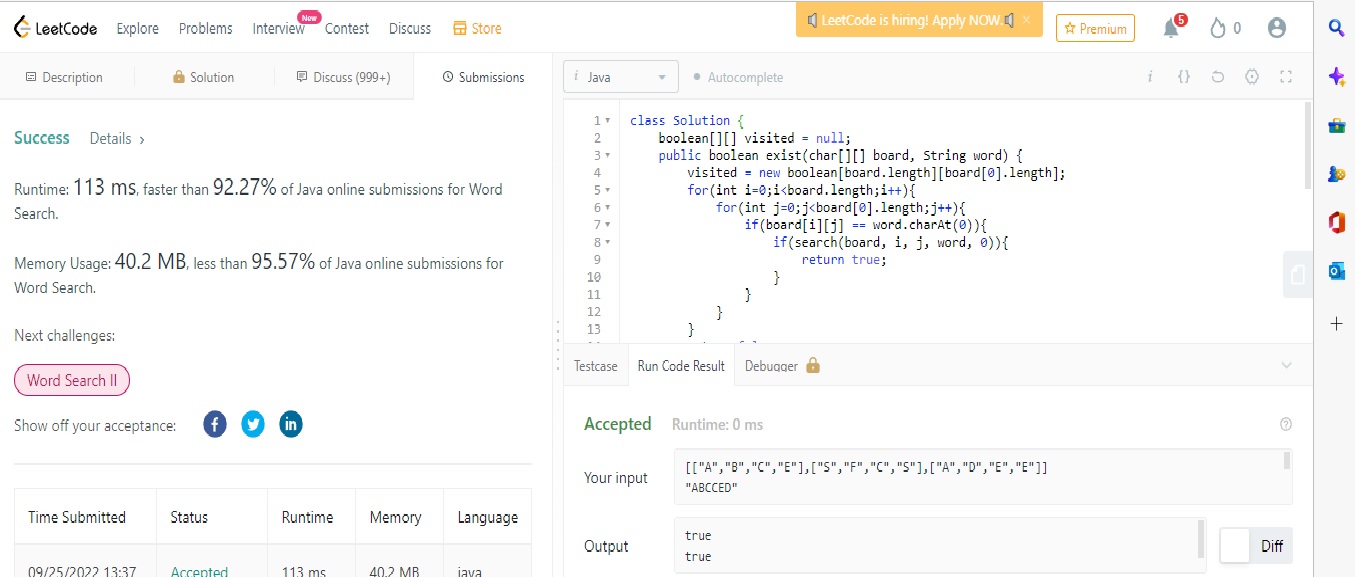 LeetCode Explore Problems Interview New Contest Discuss Store LeetCode is hiring! Apply NOW. × Premium 5 0
Description Solution Discuss (999+) Submissions
i Java Autocomplete i {}
Success Details ›
Runtime: 113 ms, faster than 92.27% of Java online submissions for Word
Search.
Memory Usage: 40.2 MB, less than 95.57% of Java online submissions for
Word Search.
Next challenges:
Word Search II
Show off your acceptance: f in
Time Submitted Status Runtime Memory Language
09/25/2022 13:37 Accepted 113 ms 40.2 MB java
1 class Solution {
2 boolean[][] visited = null;
3 public boolean exist(char[][] board, String word) {
4 visited = new boolean[board.length][board[0].length];
5 for(int i=0;i<board.length;i++){
6 for(int j=0;j<board[0].length;j++){
7 if(board[i][j] == word.charAt(0)){
8 if(search(board, i, j, word, 0)){
9 return true;
10 }
11 }
12 }
13 }
Testcase Run Code Result Debugger
Accepted Runtime: 0 ms
Your input
[["A","B","C","E"],["S","F","C","S"],["A","D","E","E"]]
"ABCCED"
Output
true
true
Diff